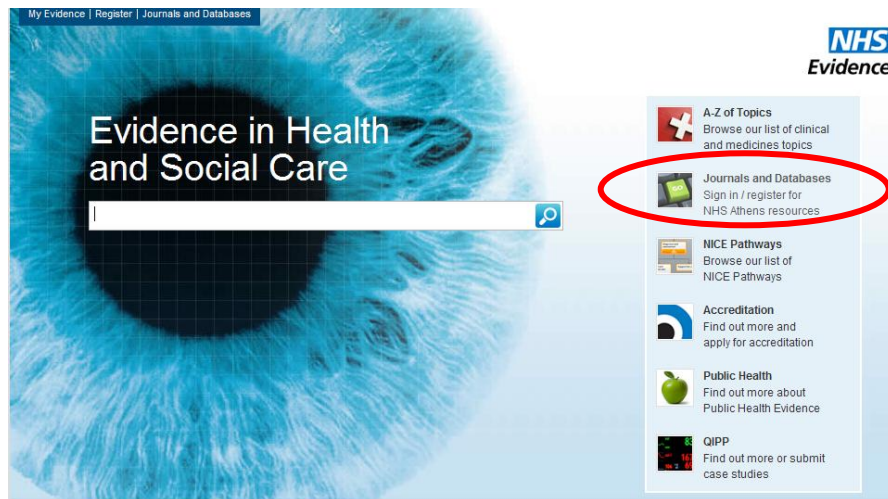 My Evidence | Register | Journals and Databases
NHS
Evidence
Evidence in Health
and Social Care
A-Z of Topics
Browse our list of clinical
and medicines topics
Journals and Databases
Sign in / register for
NHS Athens resources
NICE Pathways
Browse our list of
NICE Pathways
Accreditation
Find out more and
apply for accreditation
Public Health
Find out more about
Public Health Evidence
QIPP
Find out more or submit
case studies